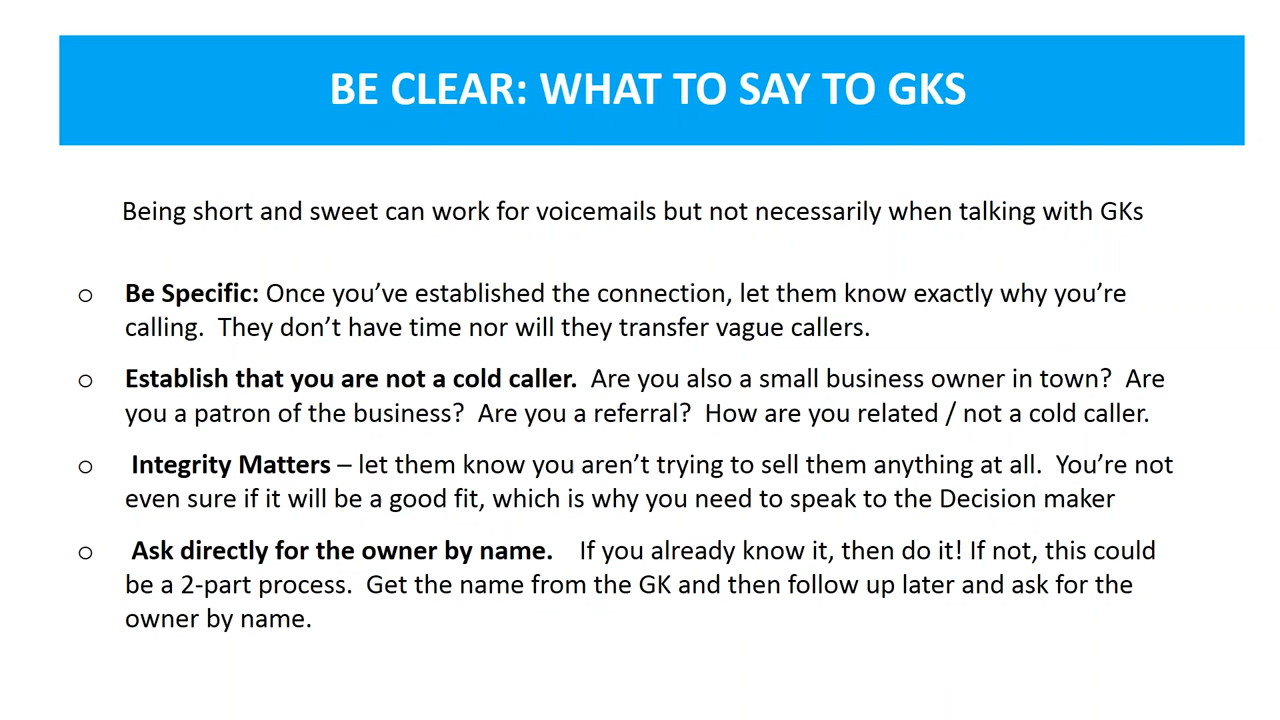 BE CLEAR: WHAT TO SAY TO GKS
Being short and sweet can work for voicemails but not necessarily when talking with GKs
o Be Specific: Once you’ve established the connection, let them know exactly why you’re
calling.  They don’t have time nor will they transfer vague callers.
o Establish that you are not a cold caller.  Are you also a small business owner in town?  Are
you a patron of the business?  Are you a referral?  How are you related / not a cold caller.
o Integrity Matters – let them know you aren’t trying to sell them anything at all.  You’re not
even sure if it will be a good fit, which is why you need to speak to the Decision maker
o Ask directly for the owner by name.   If you already know it, then do it! If not, this could
be a 2-part process.  Get the name from the GK and then follow up later and ask for the
owner by name.